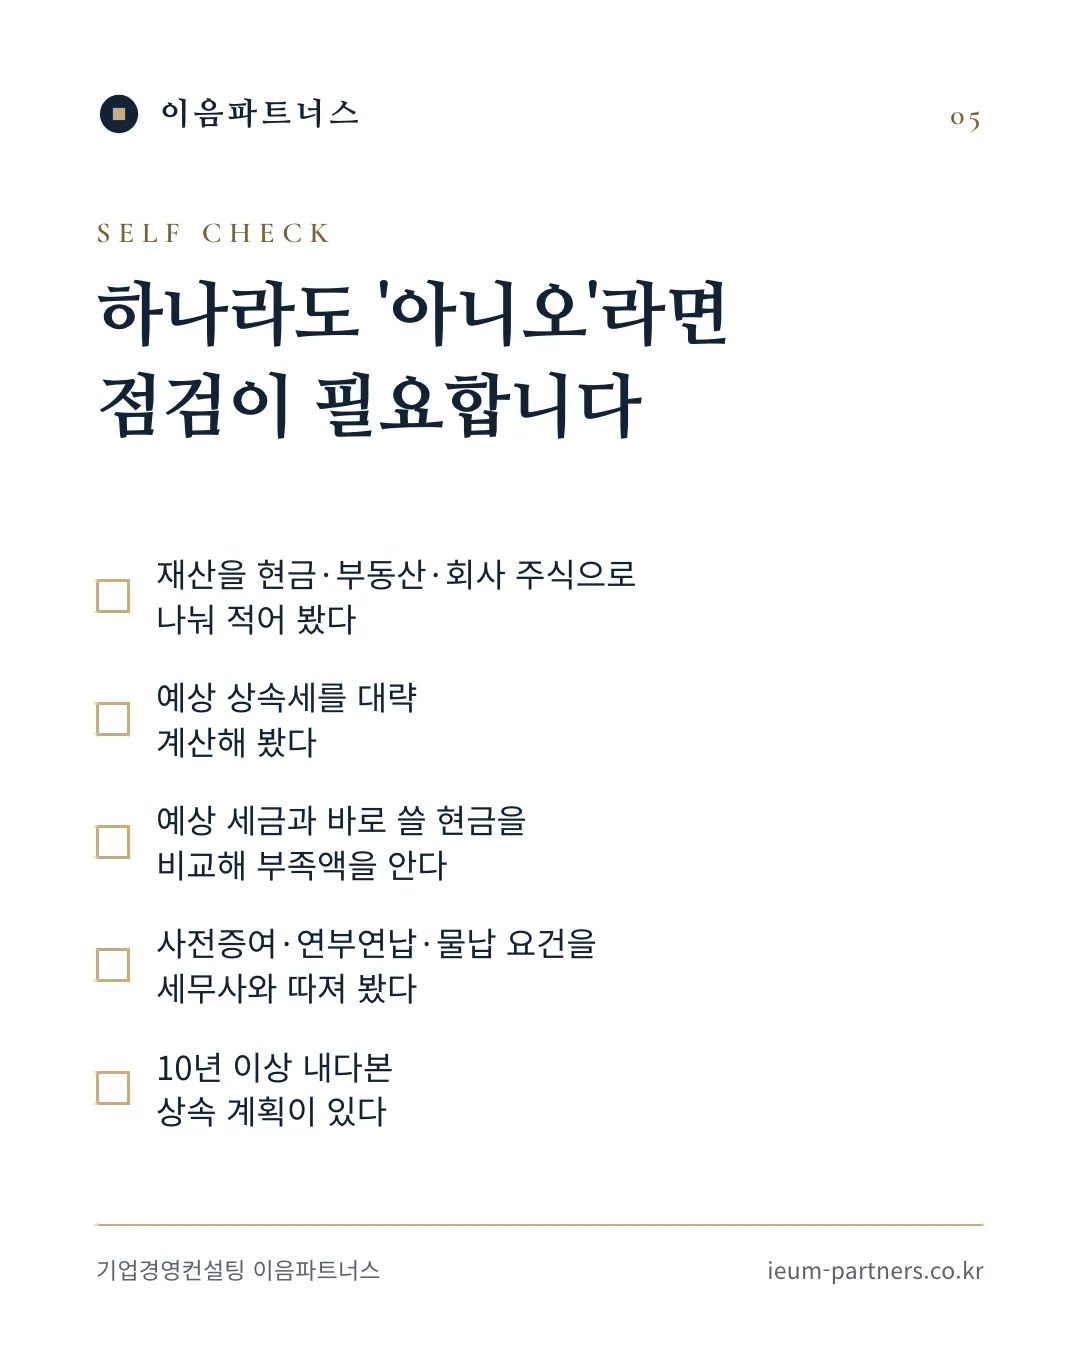 이음파트너스
05
SELF CHECK
하나라도 '아니오'라면
점검이 필요합니다
재산을 현금·부동산·회사 주식으로
나눠 적어 봤다
예상 상속세를 대략
계산해 봤다
예상 세금과 바로 쓸 현금을
비교해 부족액을 안다
사전증여·연부연납·물납 요건을
세무사와 따져 봤다
10년 이상 내다본
상속 계획이 있다
기업경영컨설팅 이음파트너스
ieum-partners.co.kr